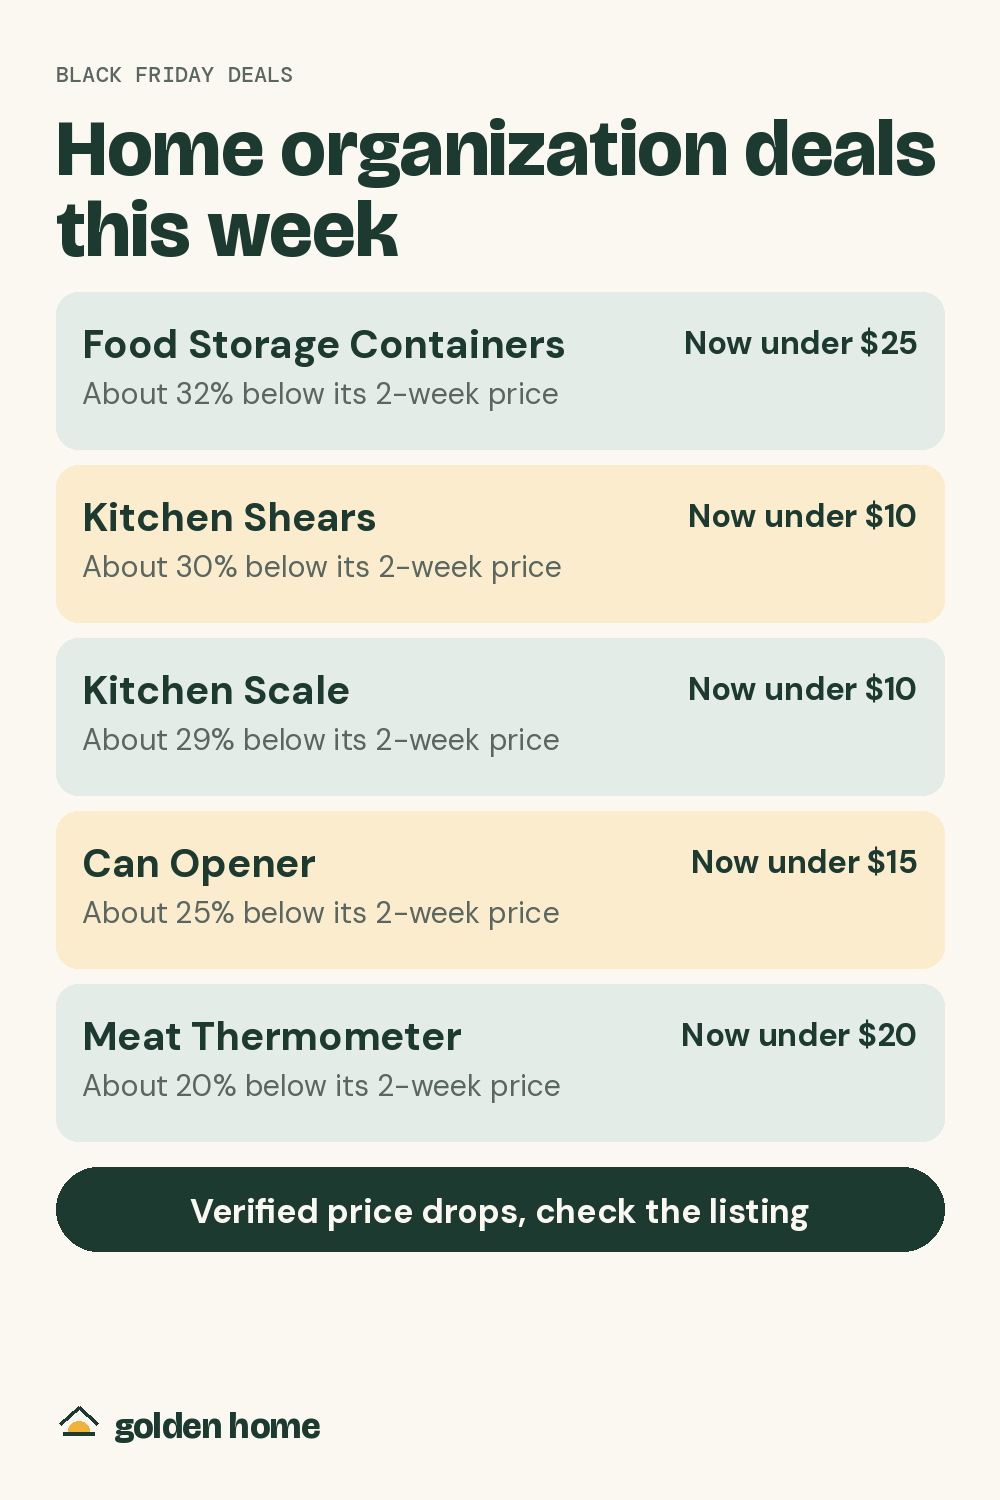 BLACK FRIDAY DEALS
Home organization deals
this week
Food Storage Containers
Now under $25
About 32% below its 2-week price
Kitchen Shears
Now under $10
About 30% below its 2-week price
Kitchen Scale
Now under $10
About 29% below its 2-week price
Can Opener
Now under $15
About 25% below its 2-week price
Meat Thermometer
Now under $20
About 20% below its 2-week price
Verified price drops, check the listing
golden home